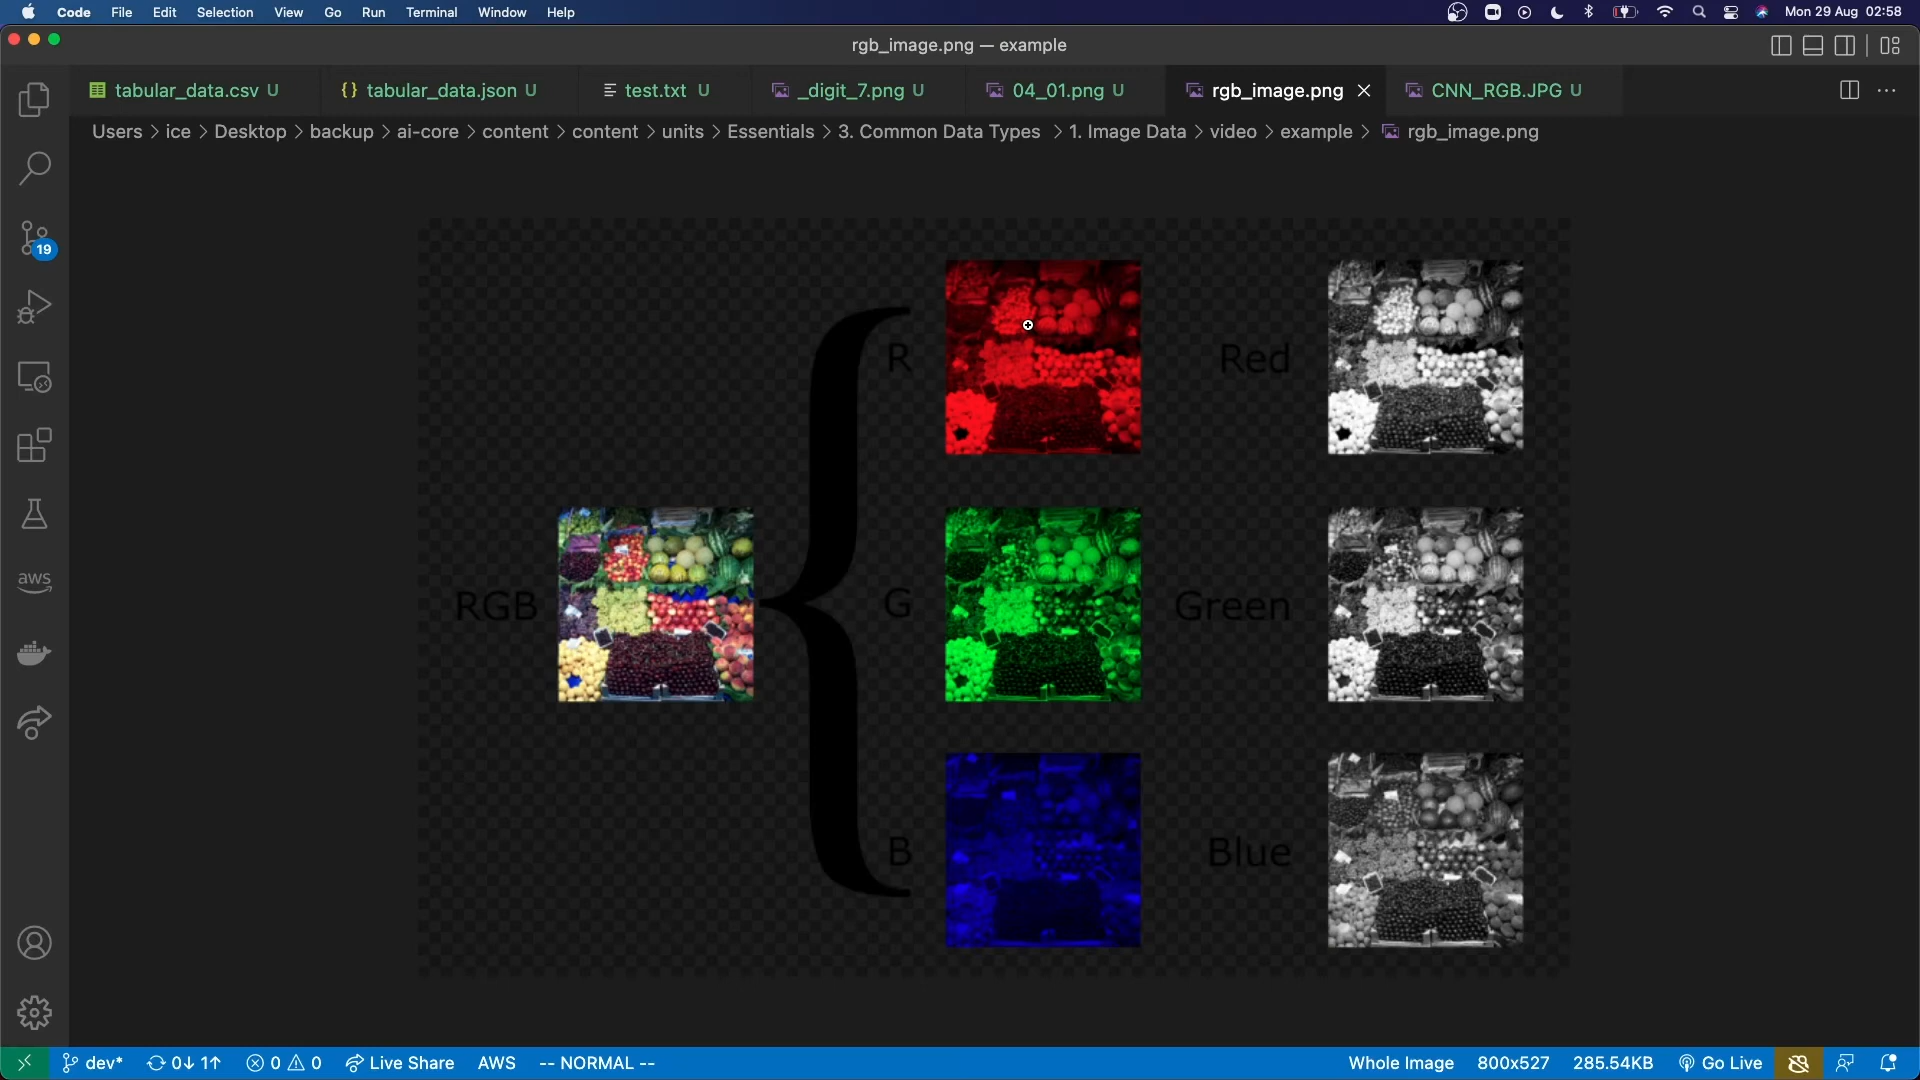 Code File Edit Selection View Go Run Terminal Window Help Mon 29 Aug 02:58
rgb_image.png — example
tabular_data.csv U {} tabular_data.json U test.txt U _digit_7.png U 04_01.png U rgb_image.png CNN_RGB.JPG U
Users > ice > Desktop > backup > ai-core > content > content > units > Essentials > 3. Common Data Types > 1. Image Data > video > example > rgb_image.png
19
aws
R Red
RGB G Green
B Blue
dev* 0↓ 1↑ 0 0 Live Share AWS -- NORMAL -- Whole Image 800x527 285.54KB Go Live